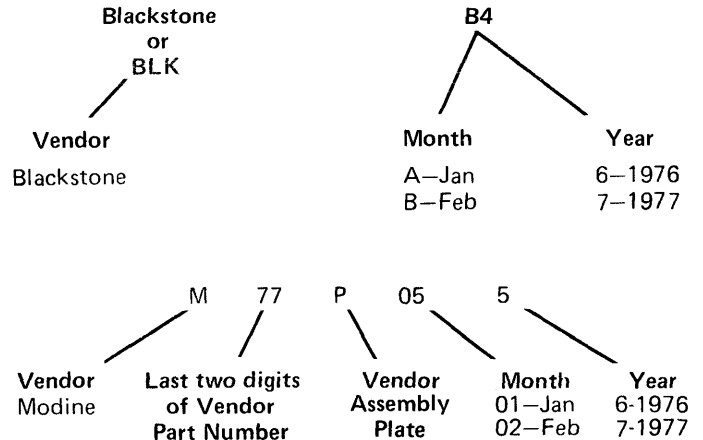 Blackstone
or
BLK
B4
Vendor
Month
Year
Blackstone
A—Jan
6—1976
B—Feb
7—1977
M 77 P 05 5
Vendor
Last two digits
Vendor
Month
Year
Modine
of Vendor
Assembly
01—Jan
6-1976
Part Number
Plate
02—Feb
7-1977